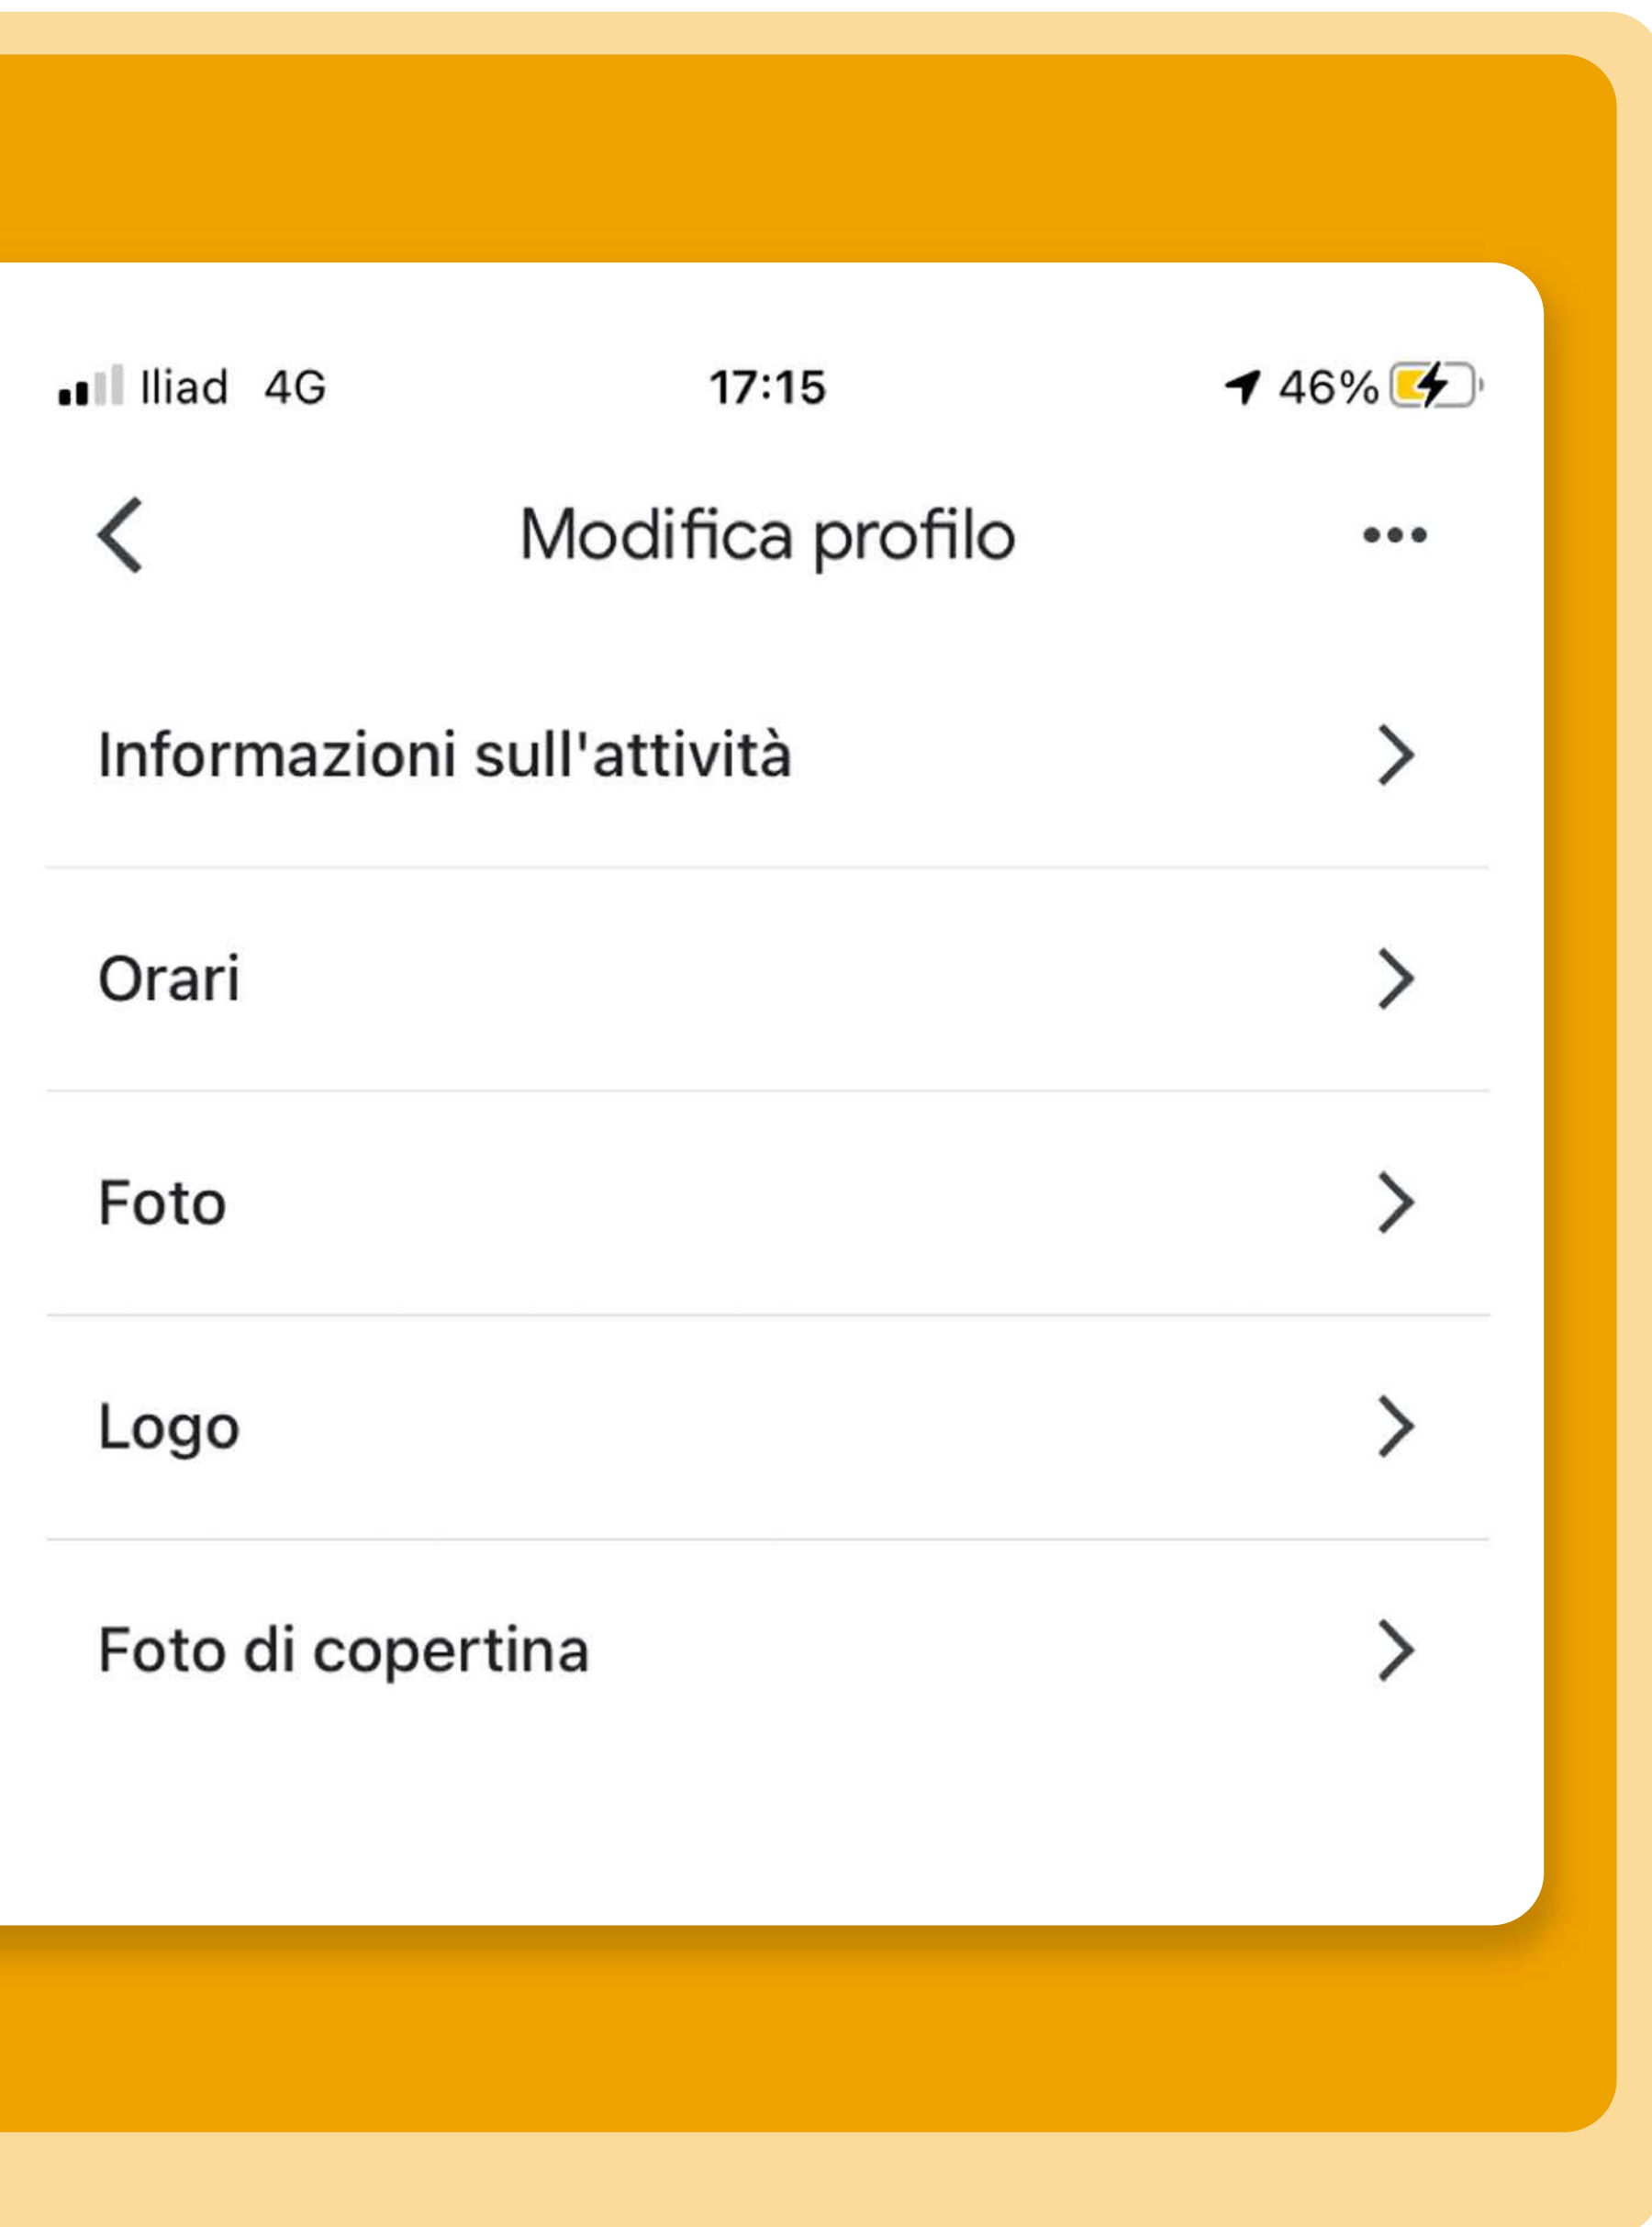 Iliad 4G 17:15 46%
Modifica profilo
Informazioni sull'attività
Orari
Foto
Logo
Foto di copertina